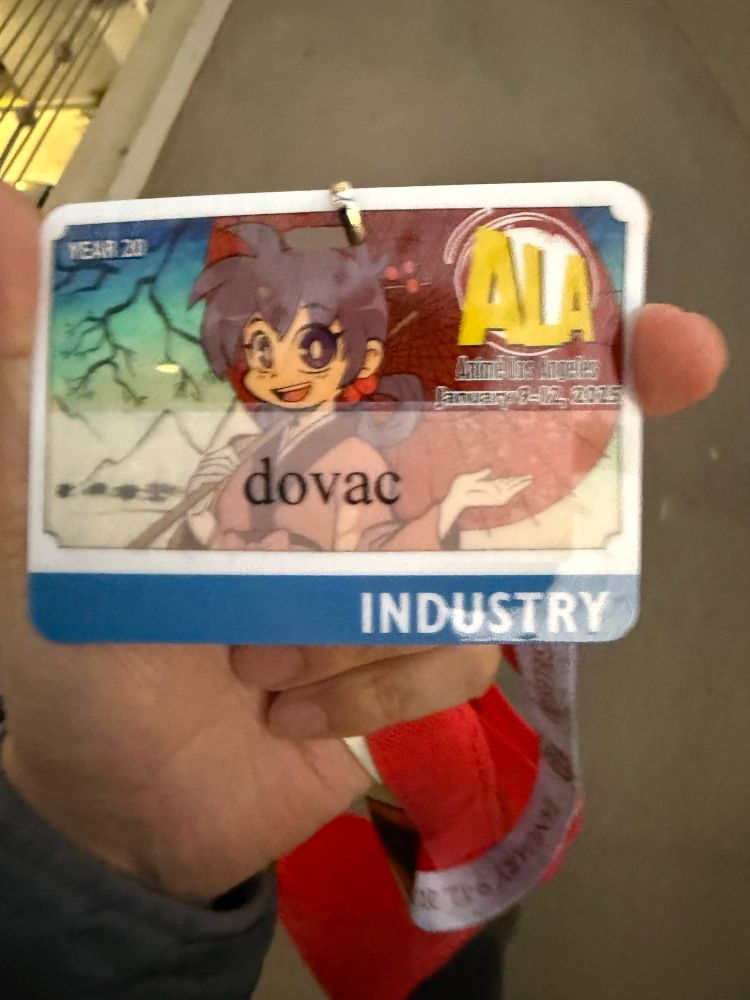 YEAR 20
ALA
Anime Los Angeles
January 9-12, 2025
dovac
INDUSTRY